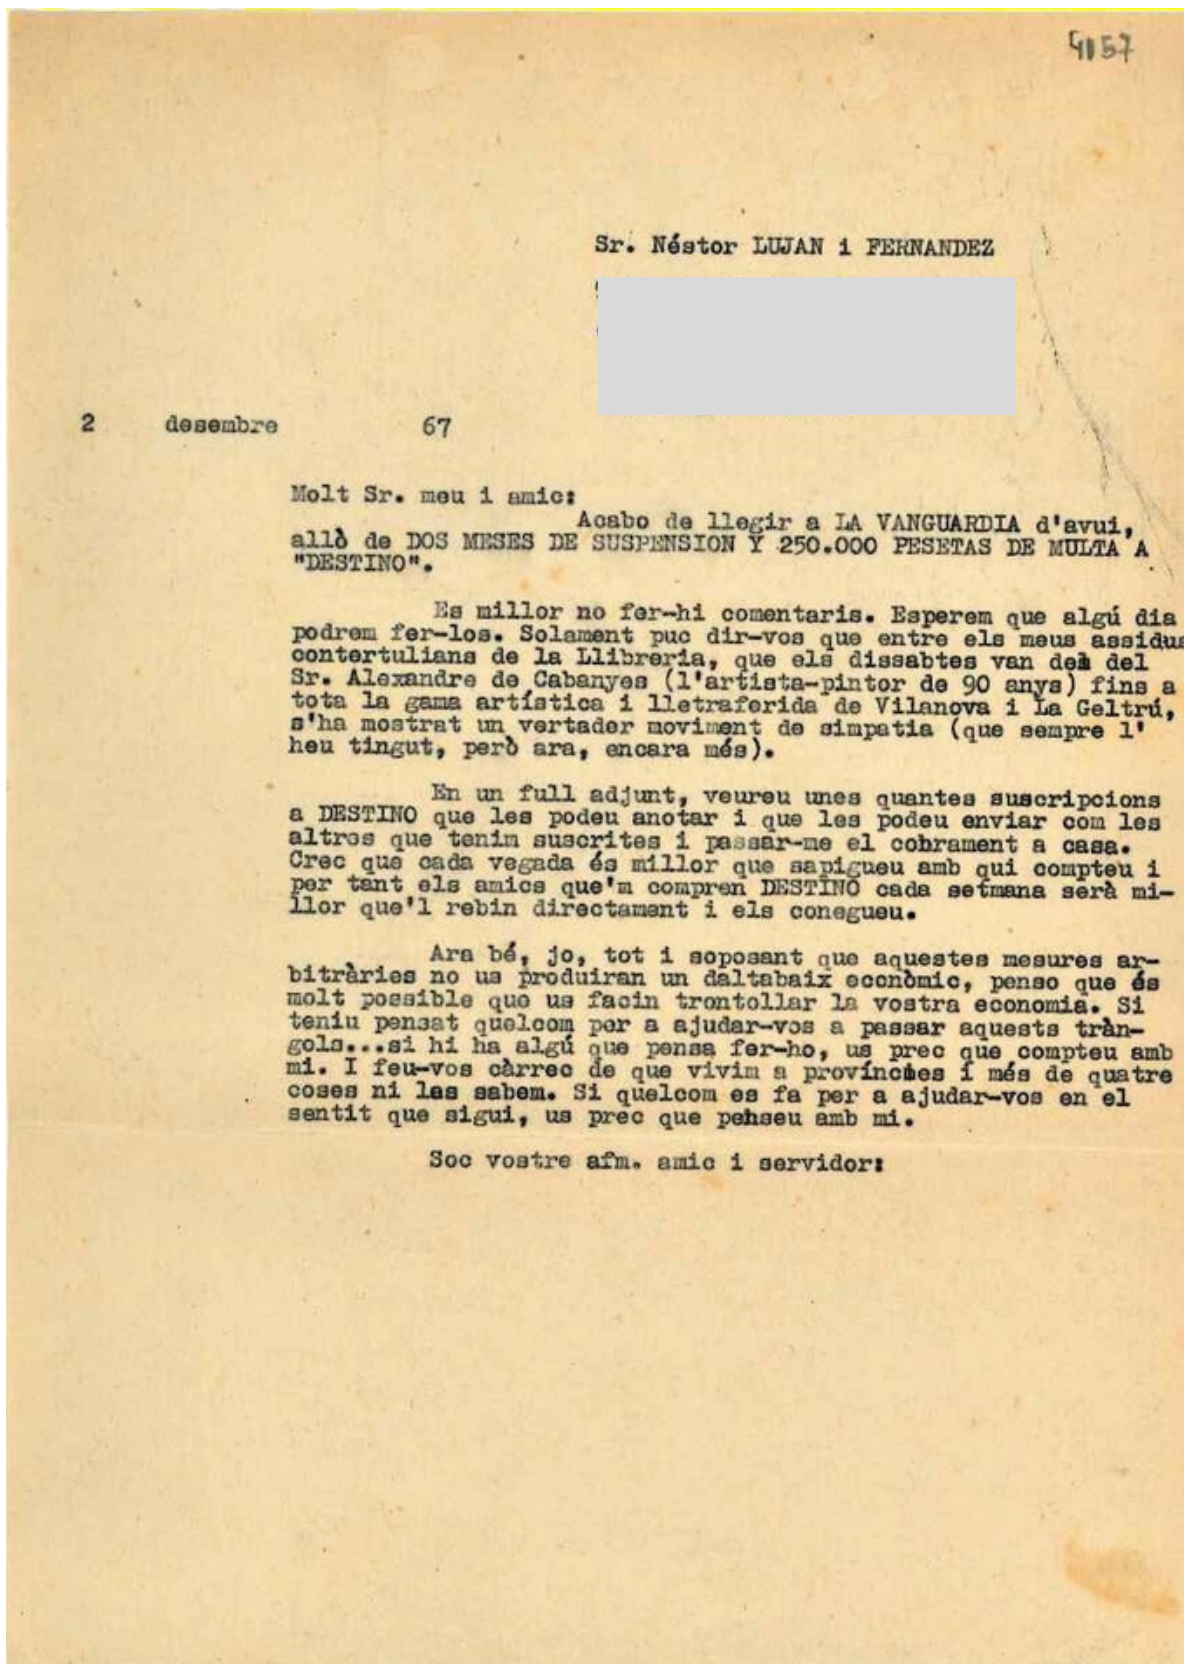 4157
Sr. Néstor LUJAN i FERNANDEZ
2 desembre 67
Molt Sr. meu i amic:
Acabo de llegir a LA VANGUARDIA d'avui,
allò de DOS MESES DE SUSPENSION Y 250.000 PESETAS DE MULTA A
"DESTINO".
Es millor no fer-hi comentaris. Esperem que algú dia
podrem fer-los. Solament puc dir-vos que entre els meus assidus
contertulians de la Llibreria, que els dissabtes van des del
Sr. Alexandre de Cabanyes (l'artista-pintor de 90 anys) fins a
tota la gama artística i lletraferida de Vilanova i La Geltrú,
s'ha mostrat un vertader moviment de simpatia (que sempre l'
heu tingut, però ara, encara més).
En un full adjunt, veureu unes quantes suscripcions
a DESTINO que les podeu anotar i que les podeu enviar com les
altres que tenim suscrites i passar-me el cobrament a casa.
Crec que cada vegada és millor que sapigueu amb qui compteu i
per tant els amics que'm compren DESTINO cada setmana serà mi-
llor que'l rebin directament i els conegueu.
Ara bé, jo, tot i soposant que aquestes mesures ar-
bitràries no us produiran un daltabaix econòmic, penso que és
molt possible que us facin trontollar la vostra economia. Si
teniu pensat quelcom per a ajudar-vos a passar aquests tràn-
gols...si hi ha algú que pensa fer-ho, us prec que compteu amb
mi. I feu-vos càrrec de que vivim a províncies i més de quatre
coses ni les sabem. Si quelcom es fa per a ajudar-vos en el
sentit que sigui, us prec que penseu amb mi.
Soc vostre afm. amic i servidor: